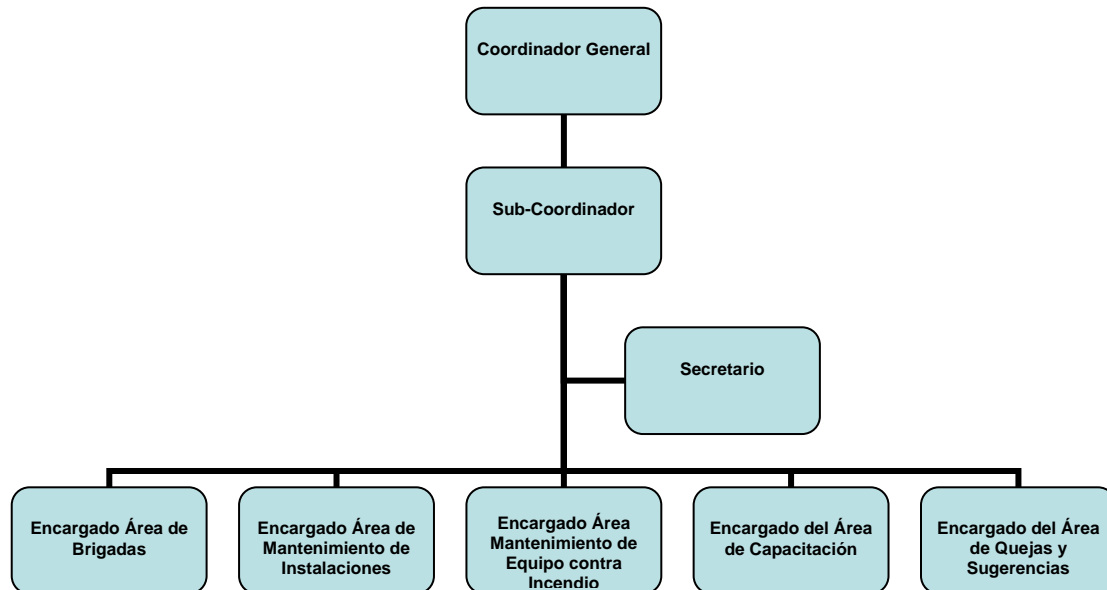 Coordinador General
Sub-Coordinador
Secretario
Encargado Área de
Brigadas
Encargado Área de
Mantenimiento de
Instalaciones
Encargado Área
Mantenimiento de
Equipo contra
Incendio
Encargado del Área
de Capacitación
Encargado del Área
de Quejas y
Sugerencias